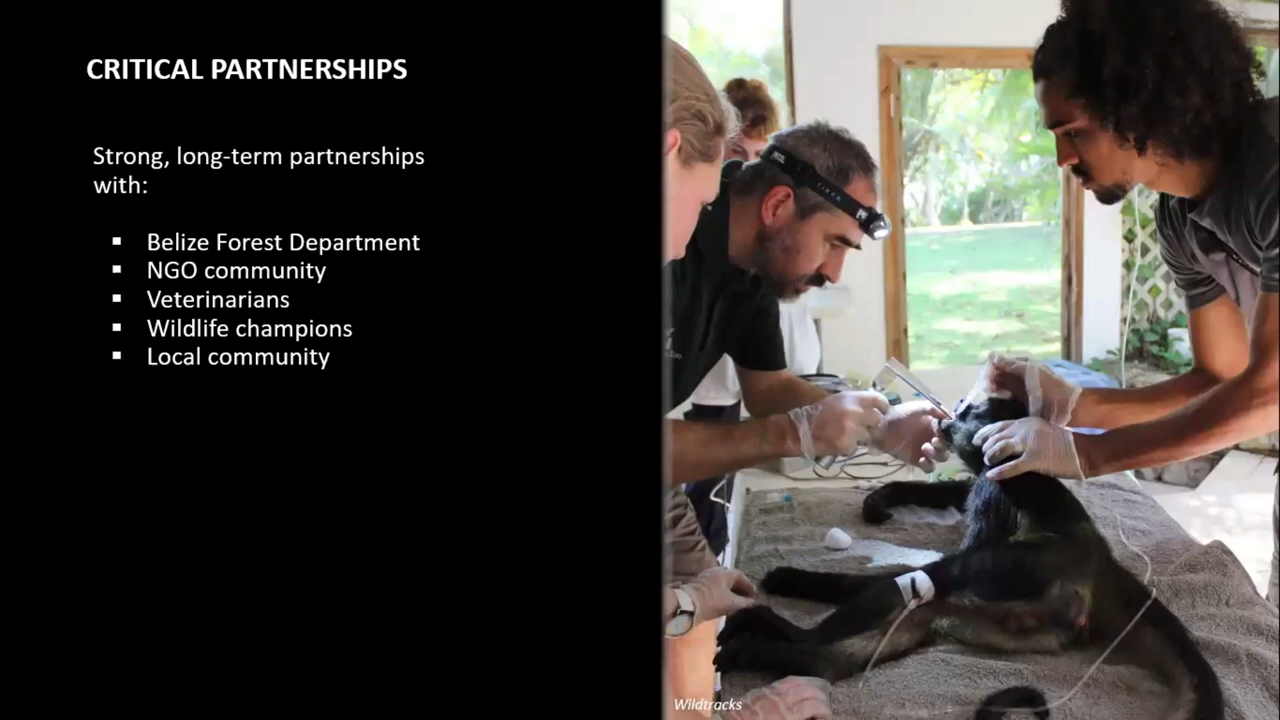 CRITICAL PARTNERSHIPS
Strong, long-term partnerships
with:
▪ Belize Forest Department
▪ NGO community
▪ Veterinarians
▪ Wildlife champions
▪ Local community
Wildtracks